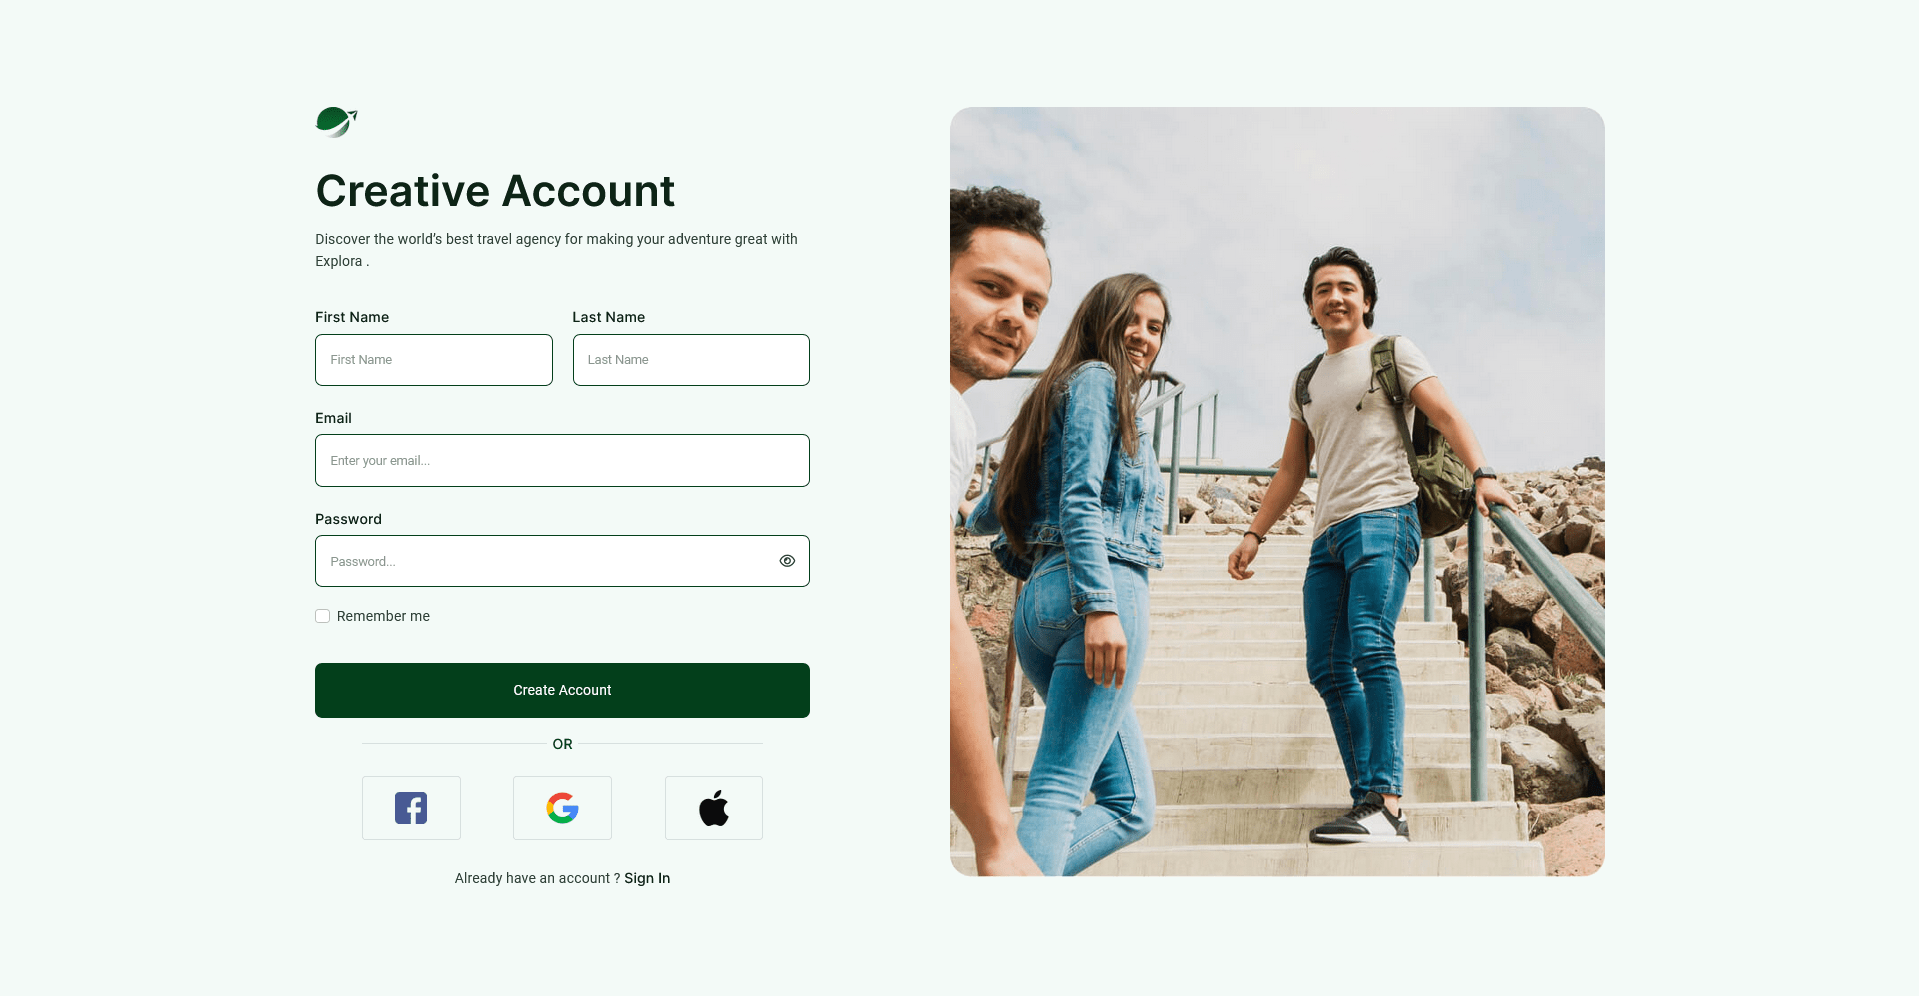 Creative Account
Discover the world’s best travel agency for making your adventure great with
Explora .
First Name
Last Name
First Name
Last Name
Email
Enter your email...
Password
Password...
Remember me
Create Account
OR
Already have an account ? Sign In